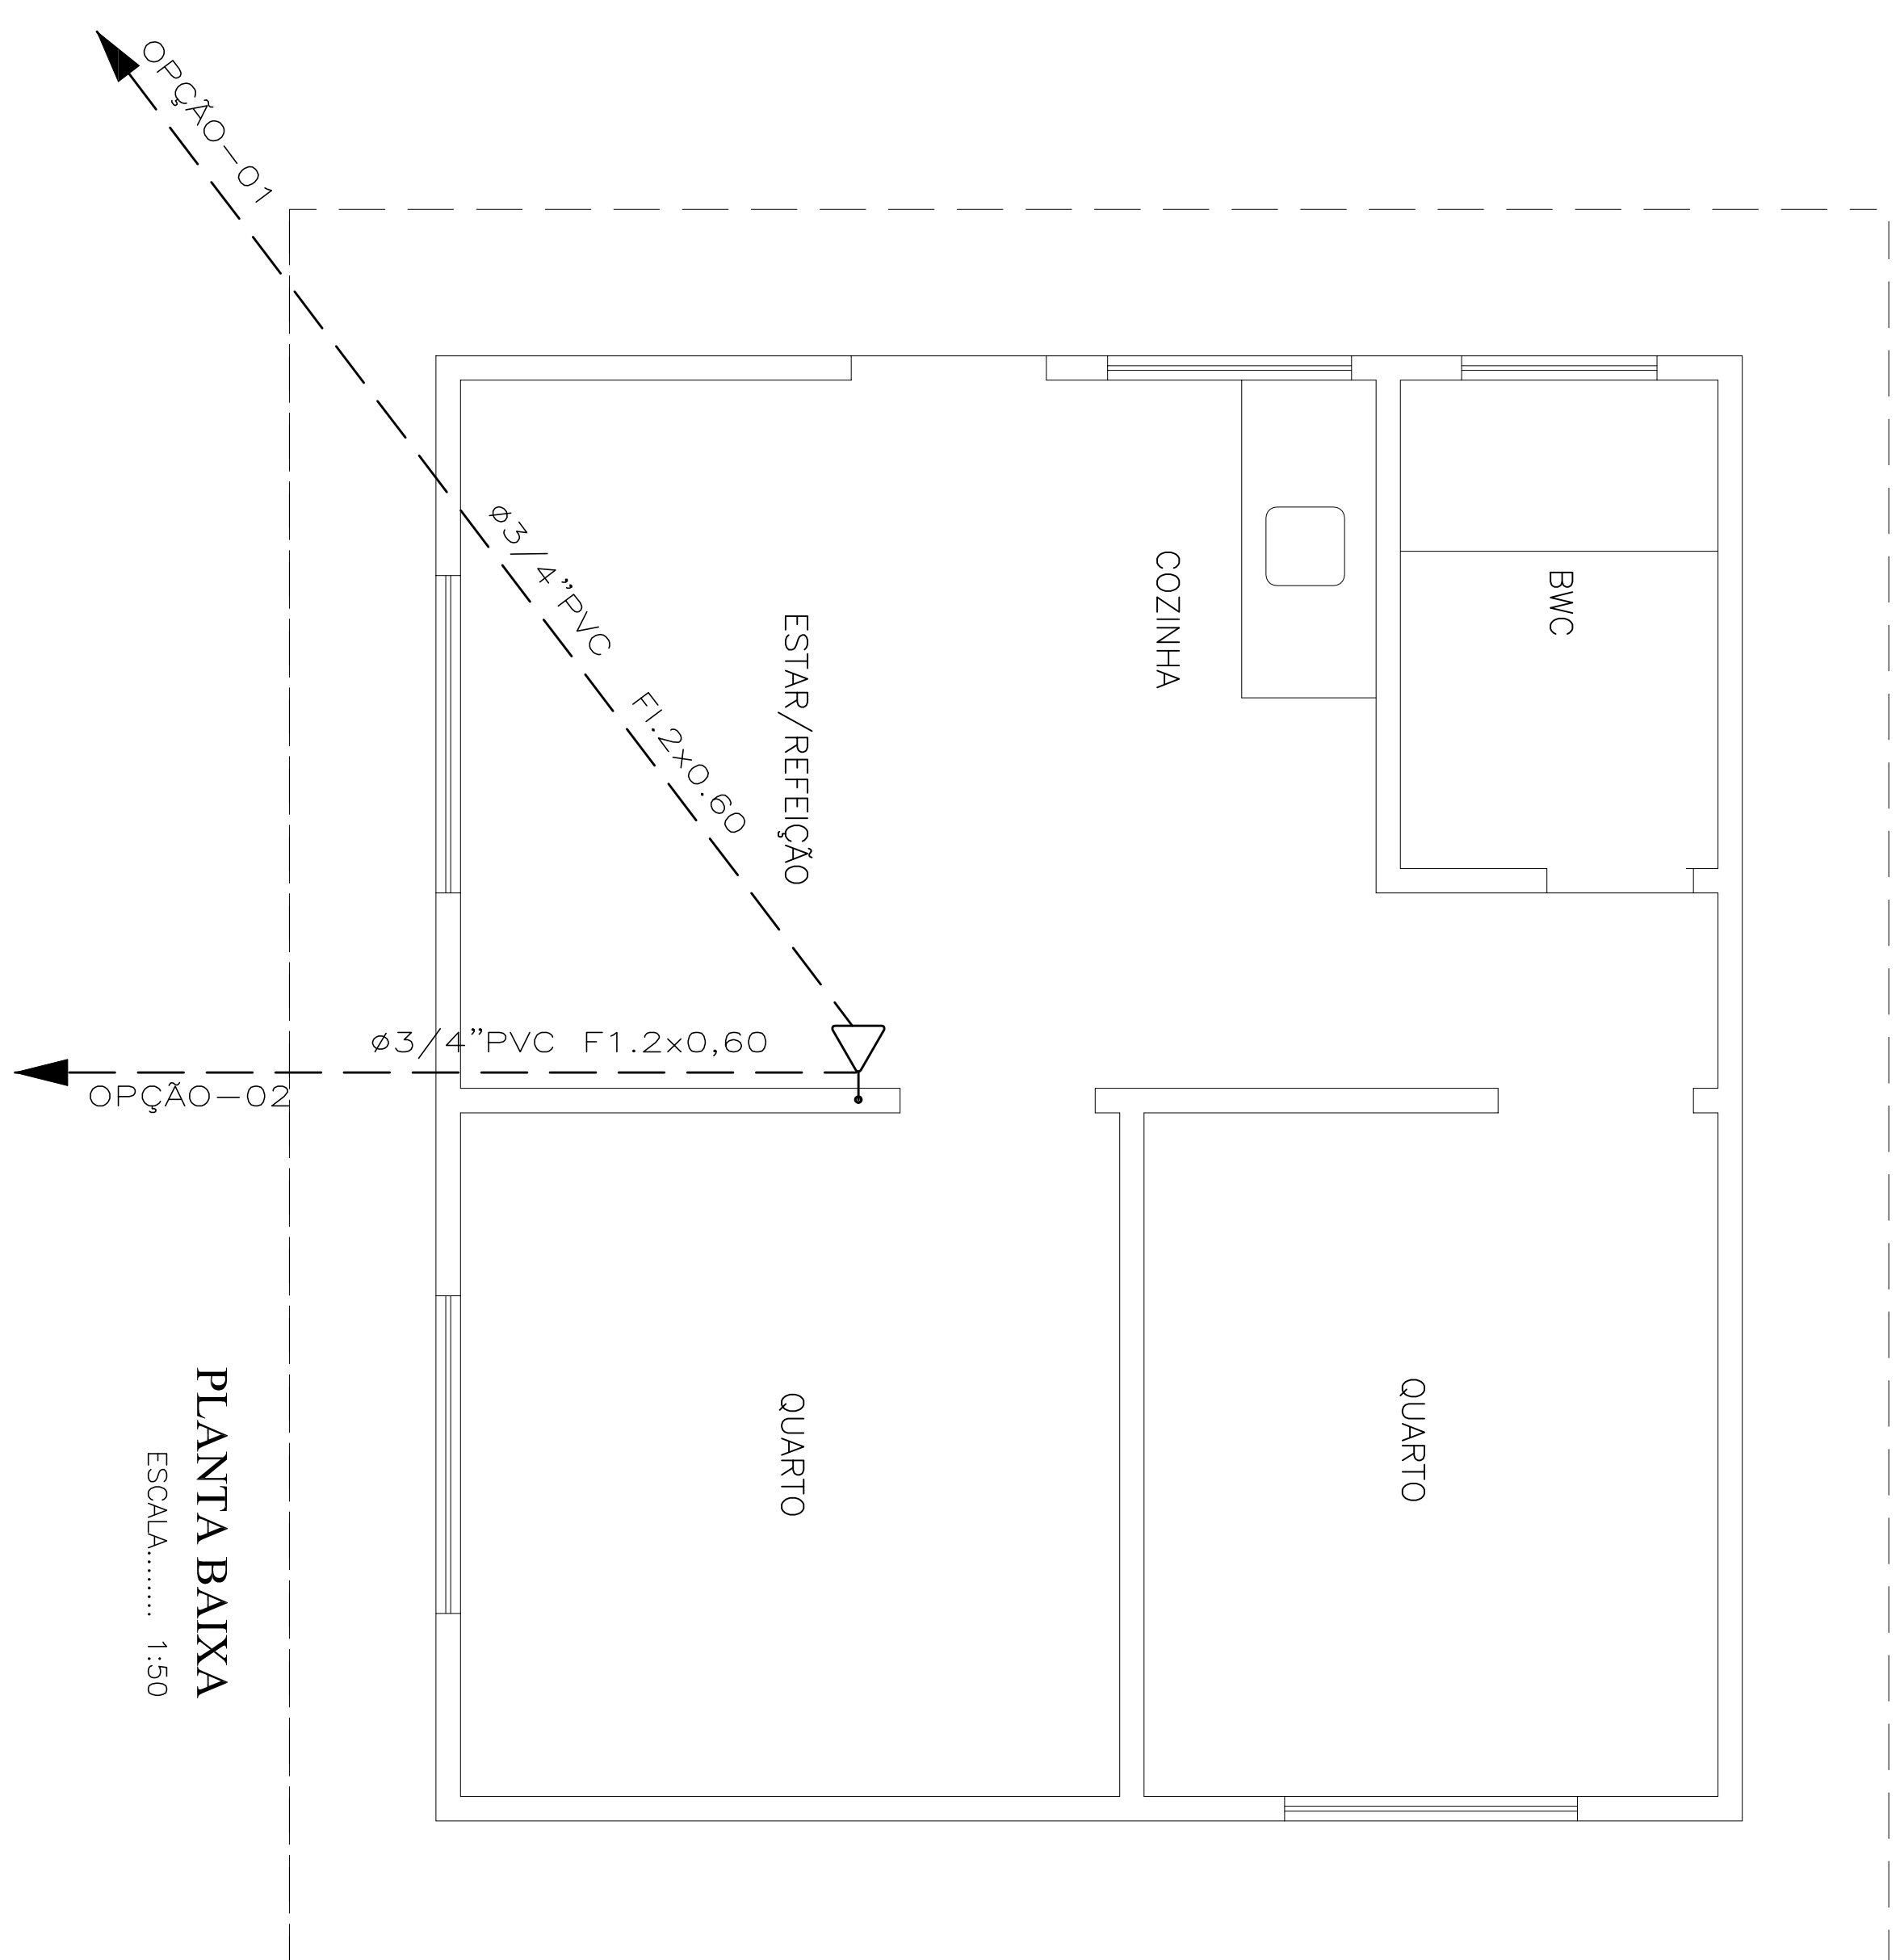 OPÇÃO-01
ø3/4"PVC FI.2x0.60
COZINHA
BWC
ESTAR/REFEIÇÃO
ø3/4"PVC F1.2x0,60
OPÇÃO-02
QUARTO
QUARTO
PLANTA BAIXA
ESCALA........ 1:50